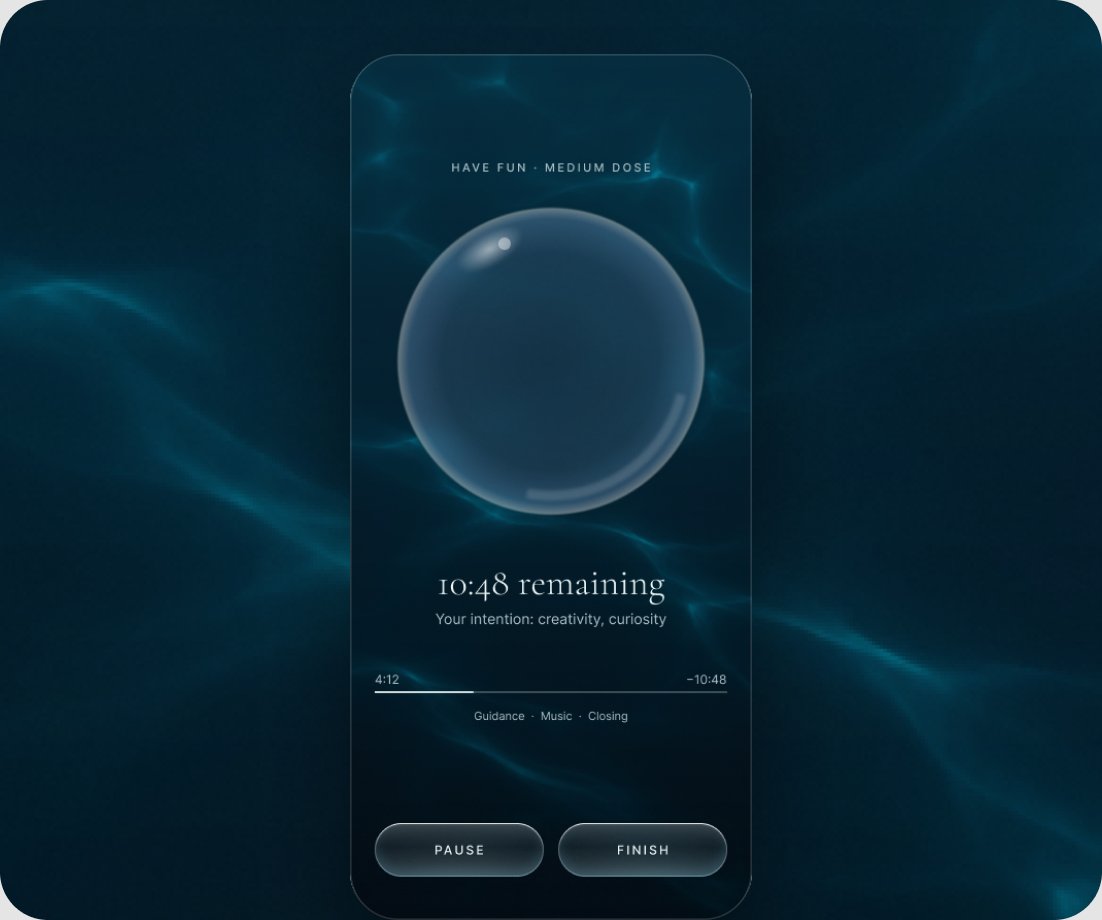 HAVE FUN · MEDIUM DOSE
10:48 remaining
Your intention: creativity, curiosity
4:12 −10:48
Guidance · Music · Closing
PAUSE FINISH